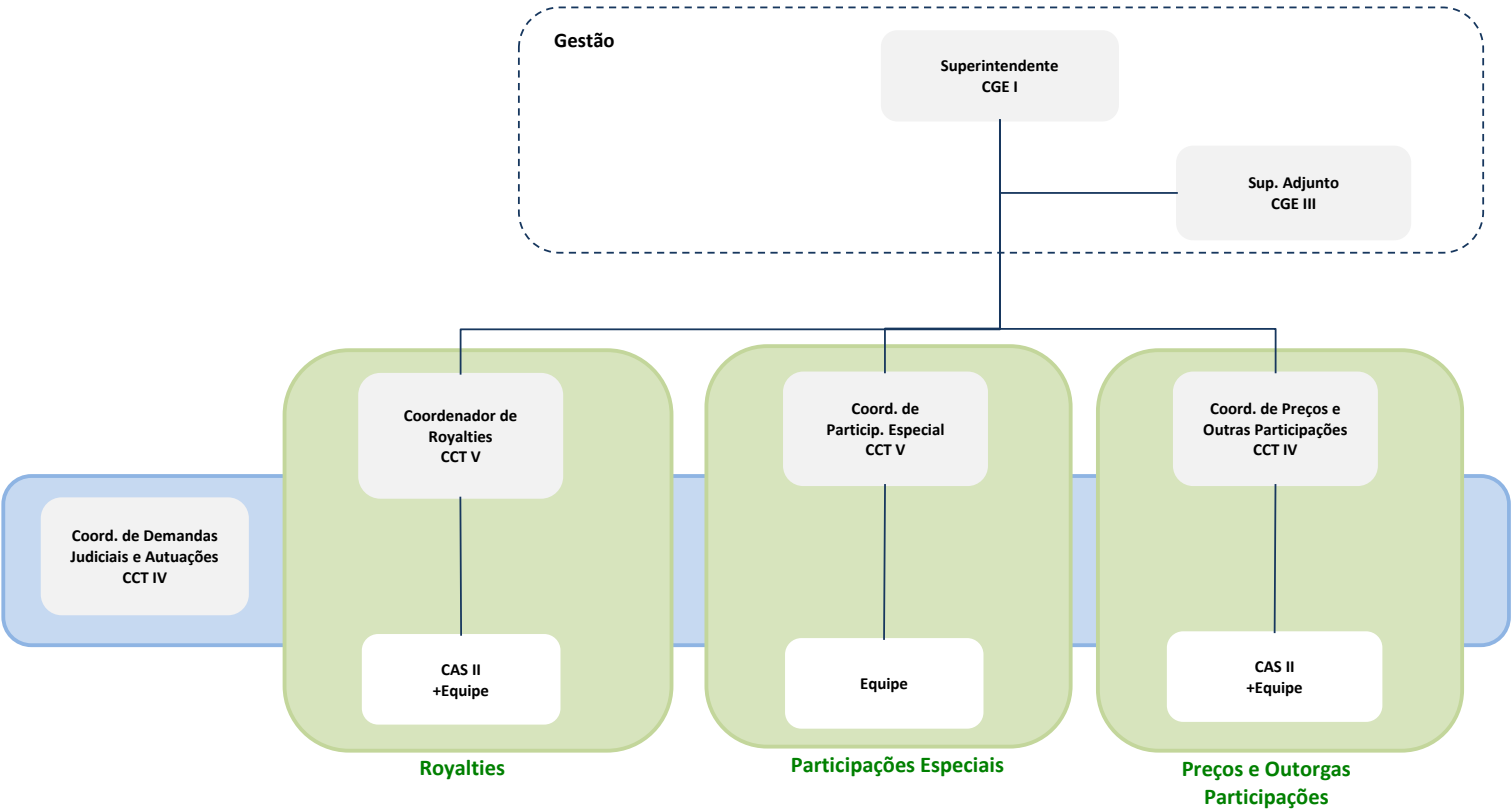 Gestão
Superintendente
CGE I
Sup. Adjunto
CGE III
Coordenador de
Royalties
CCT V
Coord. de
Particip. Especial
CCT V
Coord. de Preços e
Outras Participações
CCT IV
Coord. de Demandas
Judiciais e Autuações
CCT IV
CAS II
+Equipe
Equipe
CAS II
+Equipe
Royalties
Participações Especiais
Preços e Outorgas
Participações